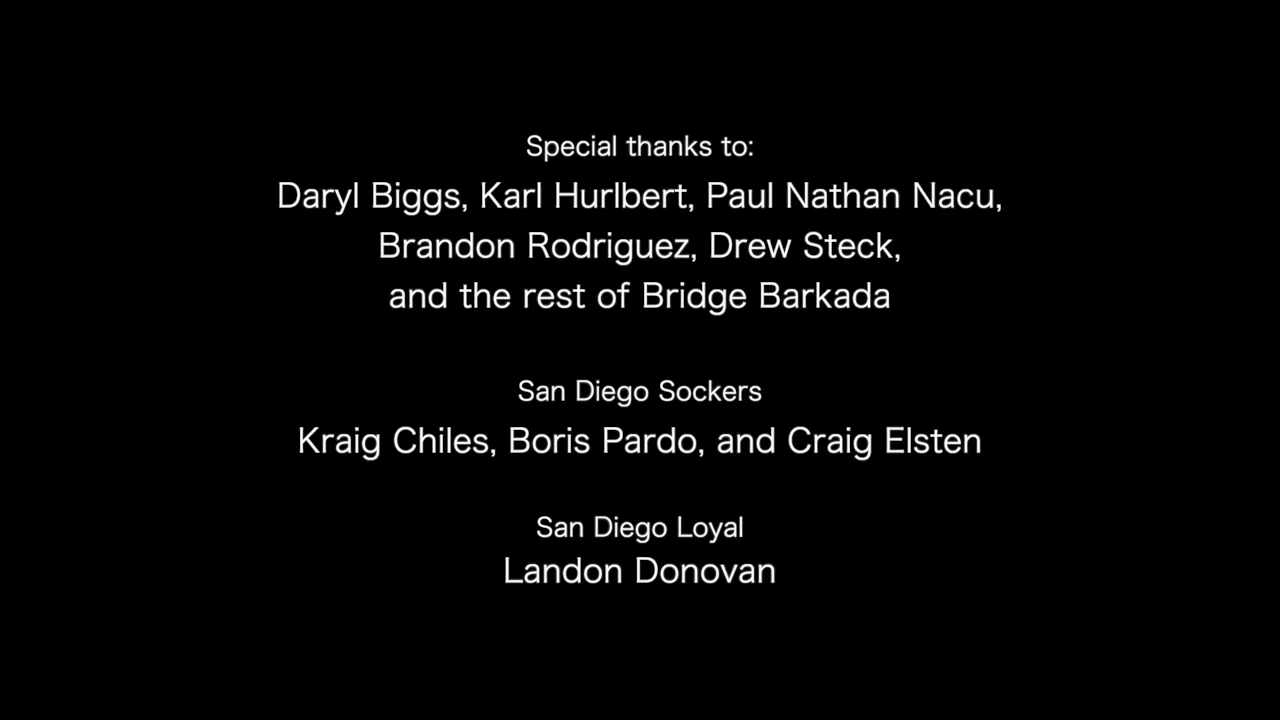 Special thanks to:
Daryl Biggs, Karl Hurlbert, Paul Nathan Nacu,
Brandon Rodriguez, Drew Steck,
and the rest of Bridge Barkada
San Diego Sockers
Kraig Chiles, Boris Pardo, and Craig Elsten
San Diego Loyal
Landon Donovan